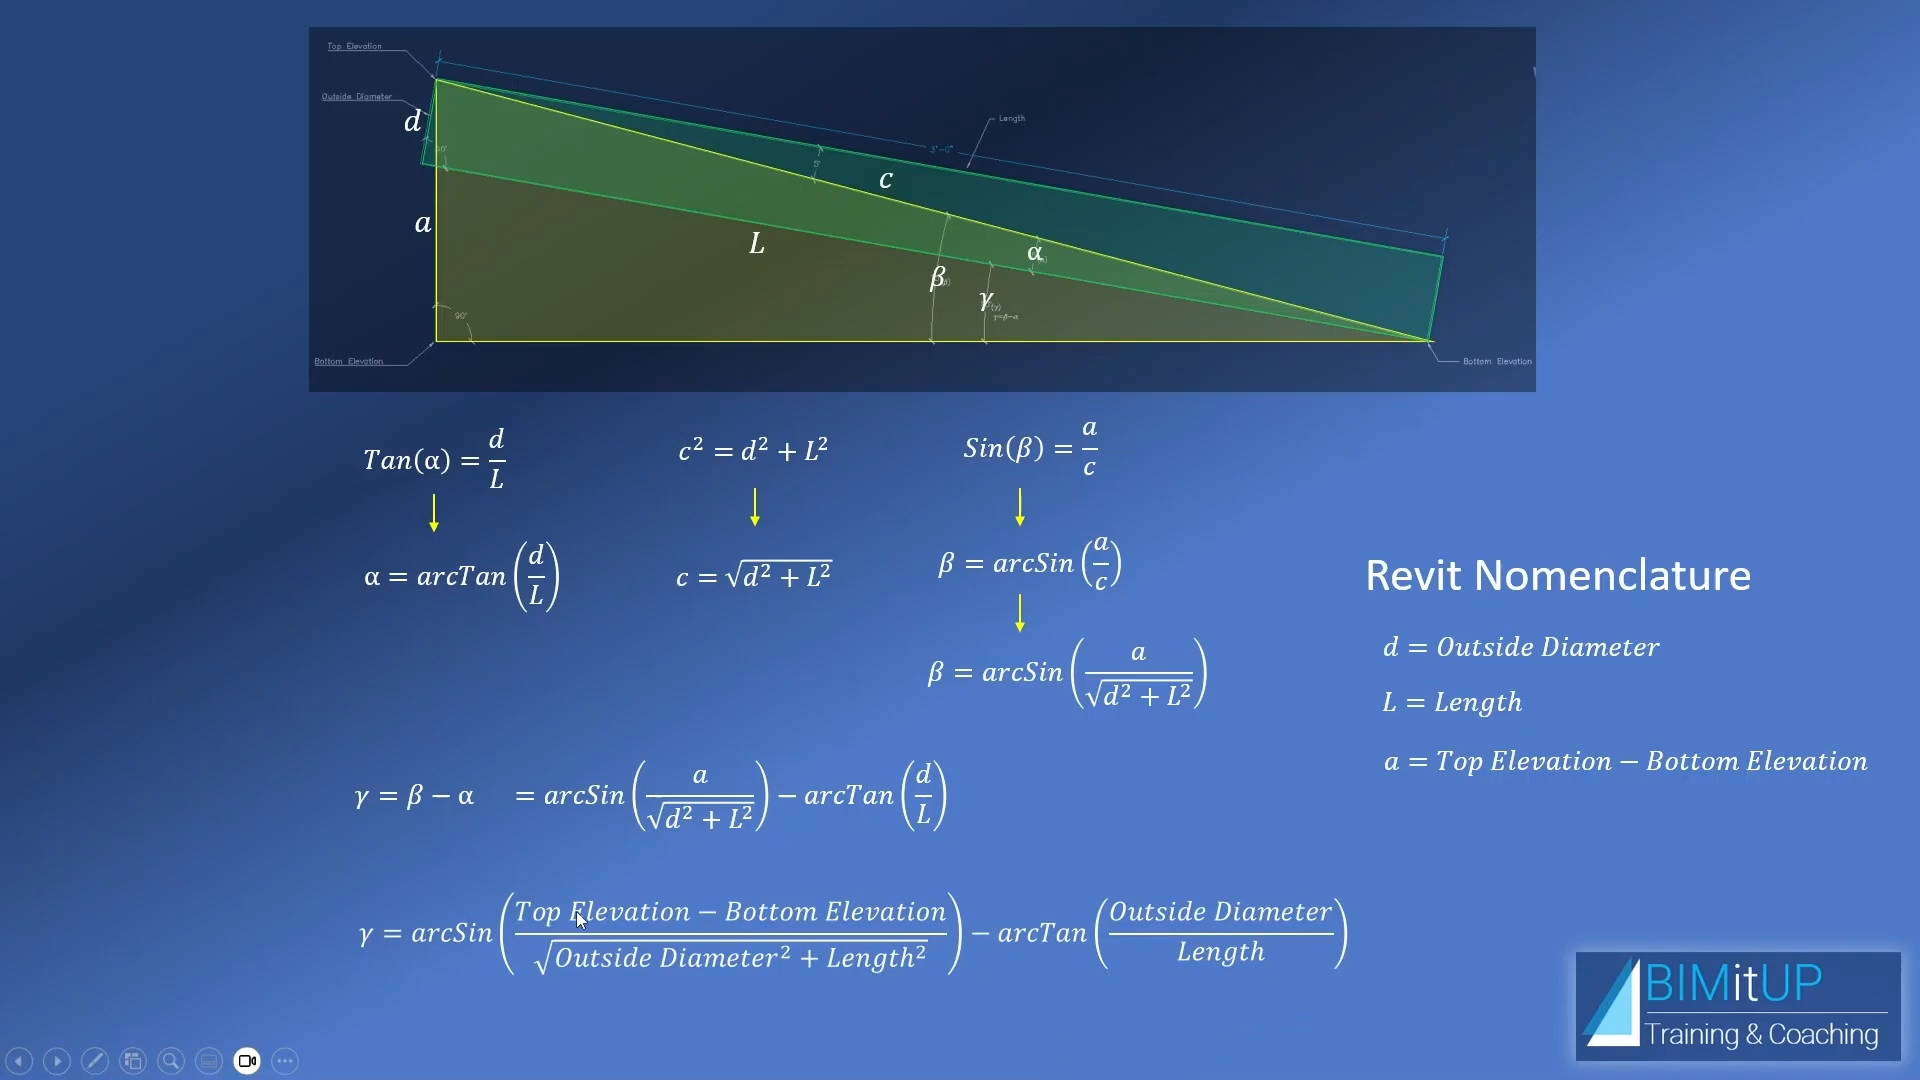 Top Elevation
Outside Diameter
d
Length
3'-0"
c
a
L
α
β
γ
γ=β-α
90°
Bottom Elevation
Bottom Elevation
Tan(α) = d/L
c² = d² + L²
Sin(β) = a/c
α = arcTan(d/L)
c = √(d² + L²)
β = arcSin(a/c)
Revit Nomenclature
d = Outside Diameter
β = arcSin(a/√(d² + L²))
L = Length
a = Top Elevation − Bottom Elevation
γ = β − α = arcSin(a/√(d² + L²)) − arcTan(d/L)
γ = arcSin(Top Elevation − Bottom Elevation/√(Outside Diameter² + Length²)) − arcTan(Outside Diameter/Length)
BIMitUP
Training & Coaching